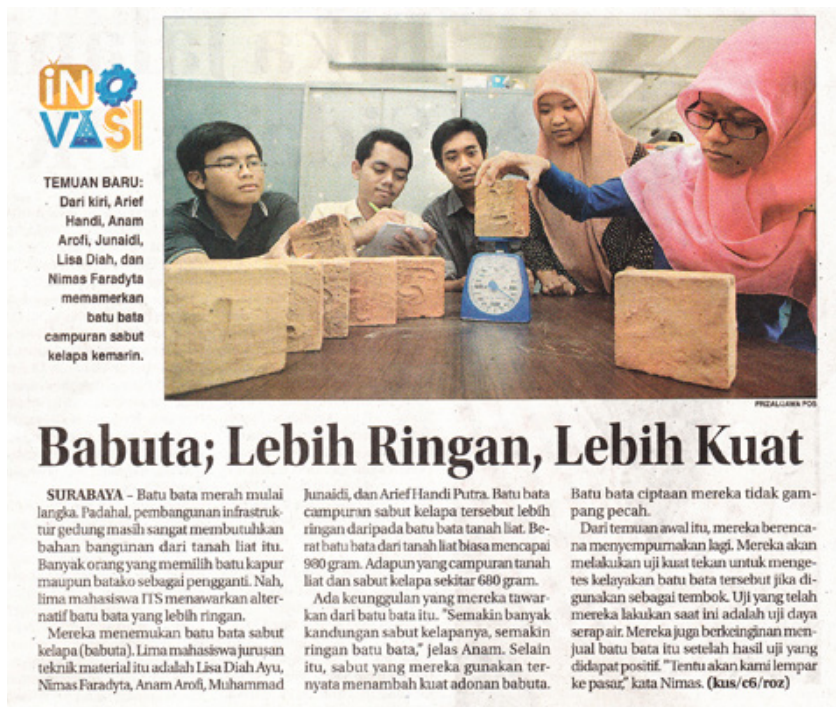 iNOVASI
TEMUAN BARU:
Dari kiri, Arief
Handi, Anam
Arofi, Junaidi,
Lisa Diah, dan
Nimas Faradyta
memamerkan
batu bata
campuran sabut
kelapa kemarin.
FRIZAL/JAWA POS
Babuta; Lebih Ringan, Lebih Kuat
SURABAYA – Batu bata merah mulai
langka. Padahal, pembangunan infrastruk-
tur gedung masih sangat membutuhkan
bahan bangunan dari tanah liat itu.
Banyak orang yang memilih batu kapur
maupun batako sebagai pengganti. Nah,
lima mahasiswa ITS menawarkan alter-
natif batu bata yang lebih ringan.
Mereka menemukan batu bata sabut
kelapa (babuta). Lima mahasiswa jurusan
teknik material itu adalah Lisa Diah Ayu,
Nimas Faradyta, Anam Arofi, Muhammad
Junaidi, dan Arief Handi Putra. Batu bata
campuran sabut kelapa tersebut lebih
ringan daripada batu bata tanah liat. Be-
rat batu bata dari tanah liat biasa mencapai
980 gram. Adapun yang campuran tanah
liat dan sabut kelapa sekitar 680 gram.
Ada keunggulan yang mereka tawar-
kan dari batu bata itu. "Semakin banyak
kandungan sabut kelapanya, semakin
ringan batu bata," jelas Anam. Selain
itu, sabut yang mereka gunakan ter-
nyata menambah kuat adonan babuta.
Batu bata ciptaan mereka tidak gam-
pang pecah.
Dari temuan awal itu, mereka berenca-
na menyempurnakan lagi. Mereka akan
melakukan uji kuat tekan untuk menge-
tes kelayakan batu bata tersebut jika di-
gunakan sebagai tembok. Uji yang telah
mereka lakukan saat ini adalah uji daya
serap air. Mereka juga berkeinginan men-
jual batu bata itu setelah hasil uji yang
didapat positif. "Tentu akan kami lempar
ke pasar," kata Nimas. (kus/c6/roz)